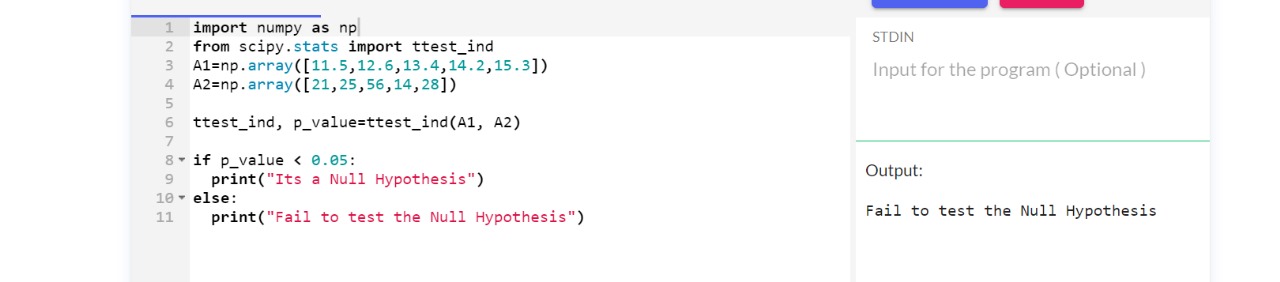 1 import numpy as np
2 from scipy.stats import ttest_ind
3 A1=np.array([11.5,12.6,13.4,14.2,15.3])
4 A2=np.array([21,25,56,14,28])
5
6 ttest_ind, p_value=ttest_ind(A1, A2)
7
8 if p_value < 0.05:
9   print("Its a Null Hypothesis")
10 else:
11   print("Fail to test the Null Hypothesis")
STDIN
Input for the program ( Optional )
Output:
Fail to test the Null Hypothesis